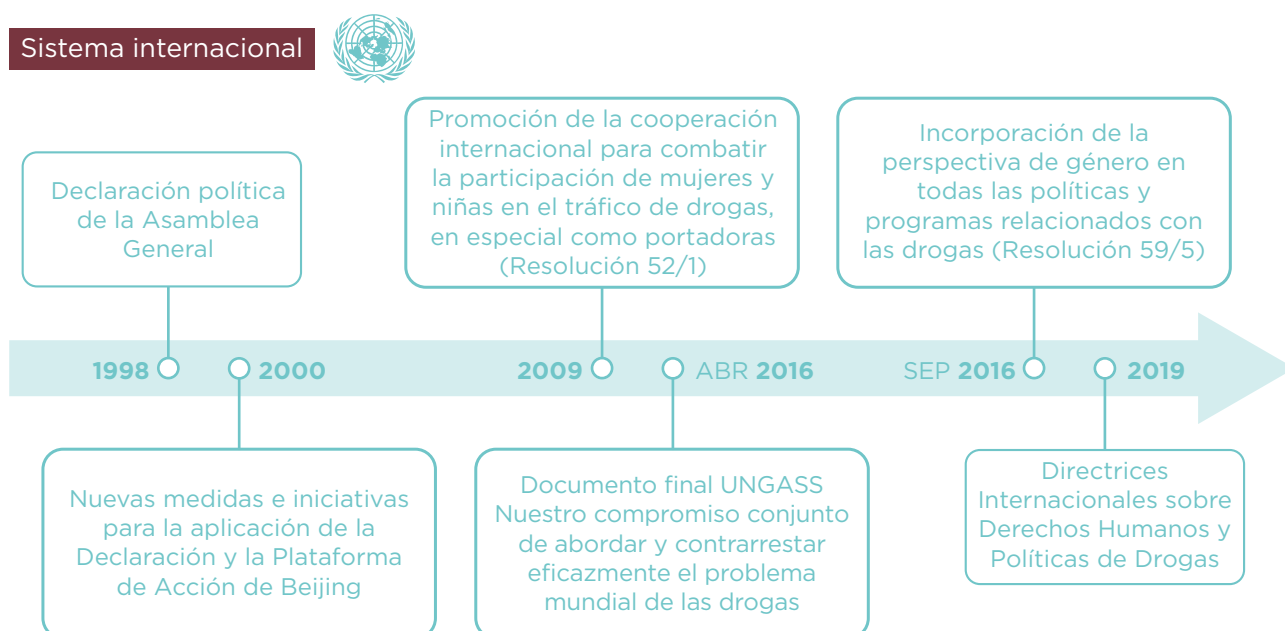 Sistema internacional
Declaración política
de la Asamblea
General
Promoción de la cooperación
internacional para combatir
la participación de mujeres y
niñas en el tráfico de drogas,
en especial como portadoras
(Resolución 52/1)
Incorporación de la
perspectiva de género en
todas las políticas y
programas relacionados con
las drogas (Resolución 59/5)
1998
2000
2009
ABR 2016
SEP 2016
2019
Nuevas medidas e iniciativas
para la aplicación de la
Declaración y la Plataforma
de Acción de Beijing
Documento final UNGASS
Nuestro compromiso conjunto
de abordar y contrarrestar
eficazmente el problema
mundial de las drogas
Directrices
Internacionales sobre
Derechos Humanos y
Políticas de Drogas